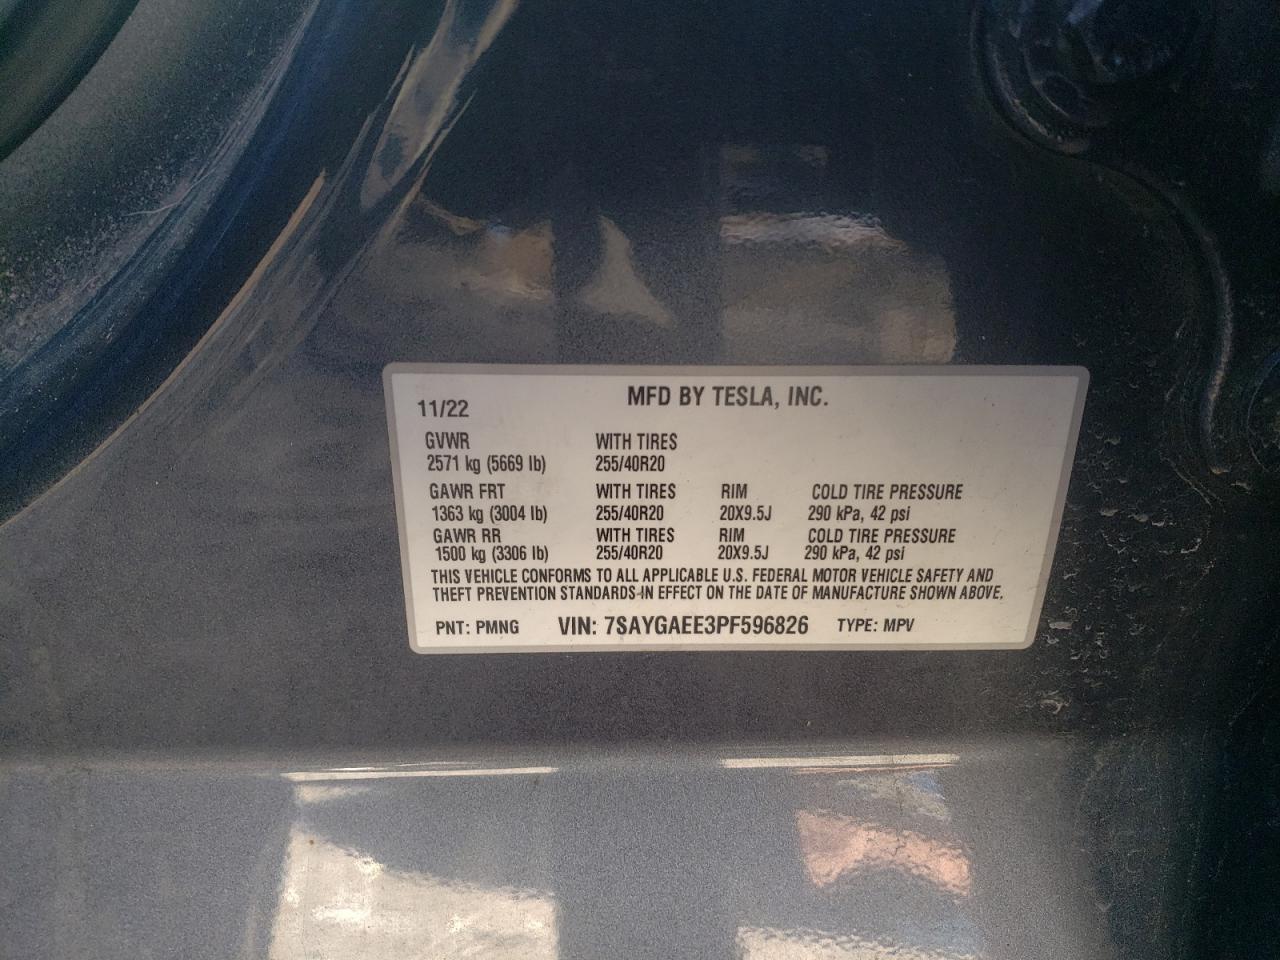 MFD BY TESLA, INC.
11/22
GVWR WITH TIRES
2571 kg (5669 lb) 255/40R20
GAWR FRT WITH TIRES RIM COLD TIRE PRESSURE
1363 kg (3004 lb) 255/40R20 20X9.5J 290 kPa, 42 psi
GAWR RR WITH TIRES RIM COLD TIRE PRESSURE
1500 kg (3306 lb) 255/40R20 20X9.5J 290 kPa, 42 psi
THIS VEHICLE CONFORMS TO ALL APPLICABLE U.S. FEDERAL MOTOR VEHICLE SAFETY AND
THEFT PREVENTION STANDARDS IN EFFECT ON THE DATE OF MANUFACTURE SHOWN ABOVE.
PNT: PMNG VIN: 7SAYGAEE3PF596826 TYPE: MPV